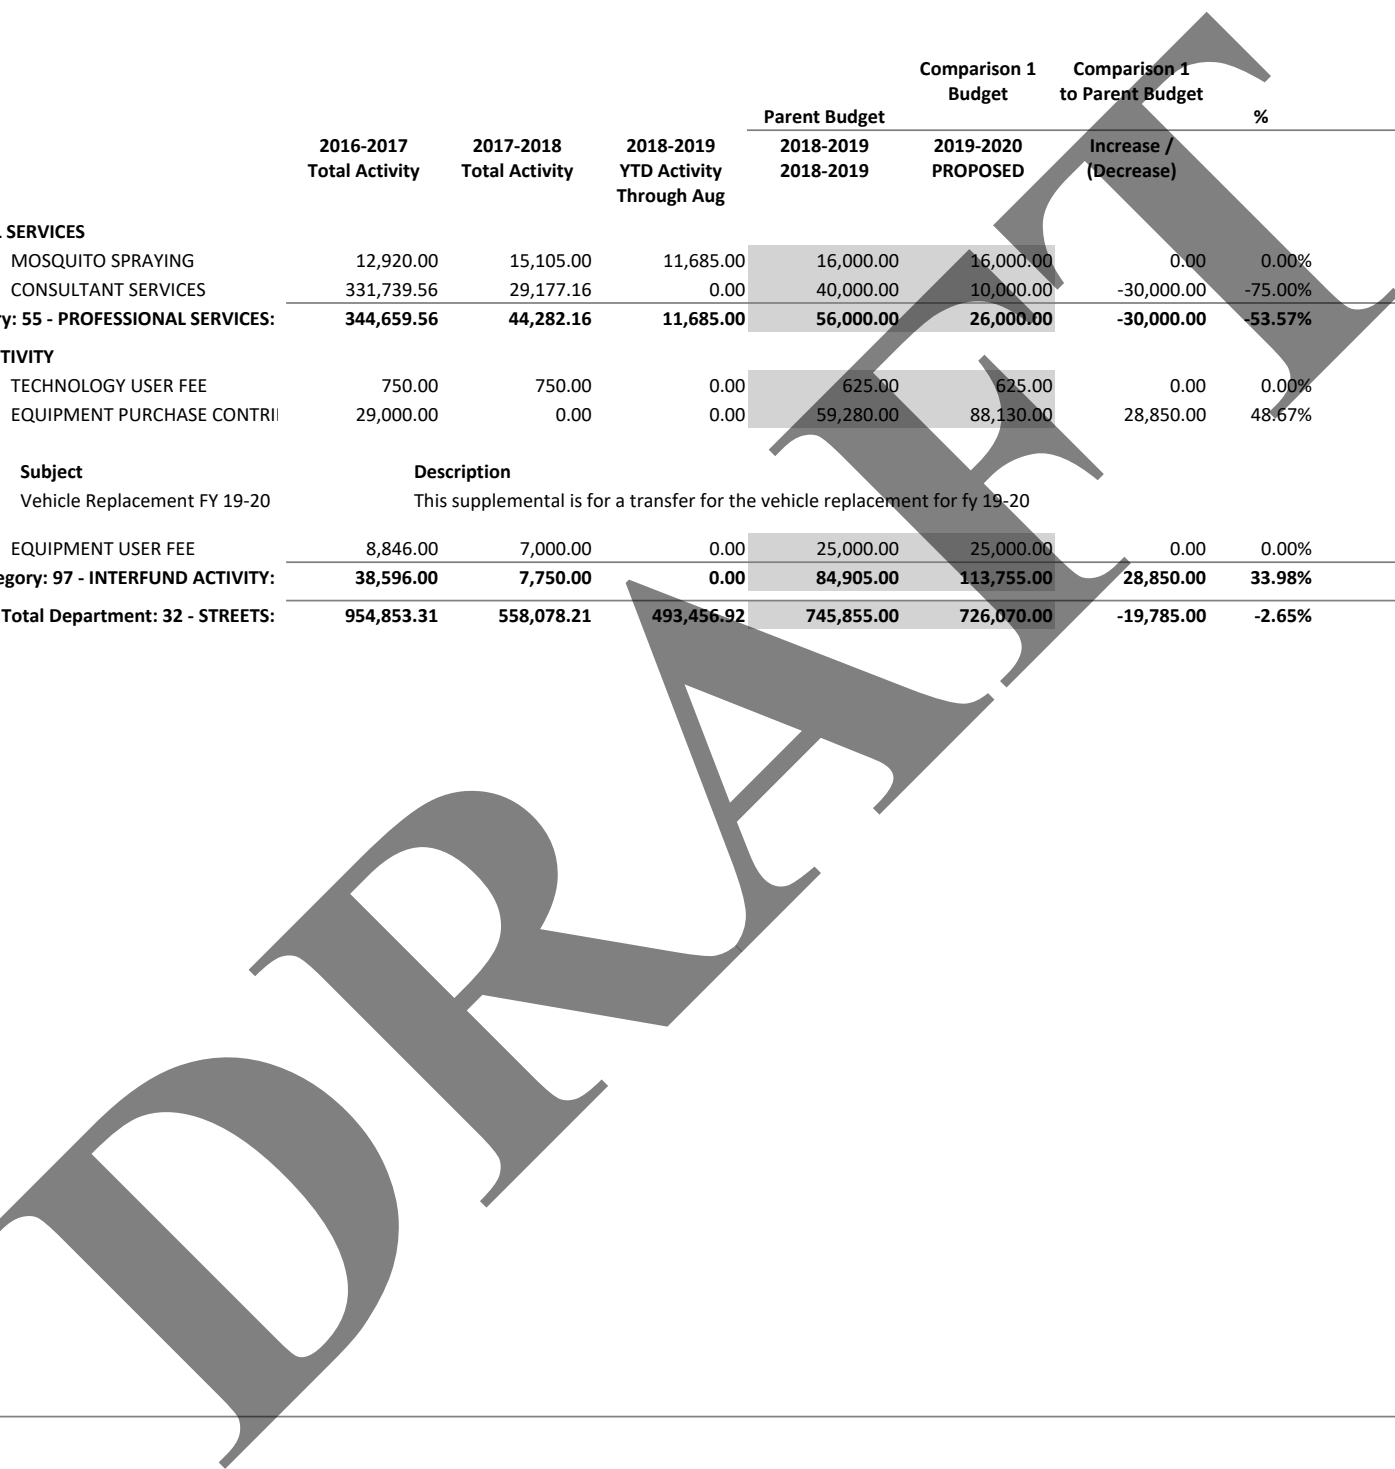 Comparison 1 Comparison 1
Budget to Parent Budget
Parent Budget %
2016-2017 2017-2018 2018-2019 2018-2019 2019-2020 Increase /
Total Activity Total Activity YTD Activity 2018-2019 PROPOSED (Decrease)
Through Aug
SERVICES
MOSQUITO SPRAYING 12,920.00 15,105.00 11,685.00 16,000.00 16,000.00 0.00 0.00%
CONSULTANT SERVICES 331,739.56 29,177.16 0.00 40,000.00 10,000.00 -30,000.00 -75.00%
ry: 55 - PROFESSIONAL SERVICES: 344,659.56 44,282.16 11,685.00 56,000.00 26,000.00 -30,000.00 -53.57%
TIVITY
TECHNOLOGY USER FEE 750.00 750.00 0.00 625.00 625.00 0.00 0.00%
EQUIPMENT PURCHASE CONTRI 29,000.00 0.00 0.00 59,280.00 88,130.00 28,850.00 48.67%
Subject Description
Vehicle Replacement FY 19-20 This supplemental is for a transfer for the vehicle replacement for fy 19-20
EQUIPMENT USER FEE 8,846.00 7,000.00 0.00 25,000.00 25,000.00 0.00 0.00%
egory: 97 - INTERFUND ACTIVITY: 38,596.00 7,750.00 0.00 84,905.00 113,755.00 28,850.00 33.98%
Total Department: 32 - STREETS: 954,853.31 558,078.21 493,456.92 745,855.00 726,070.00 -19,785.00 -2.65%
DRAFT